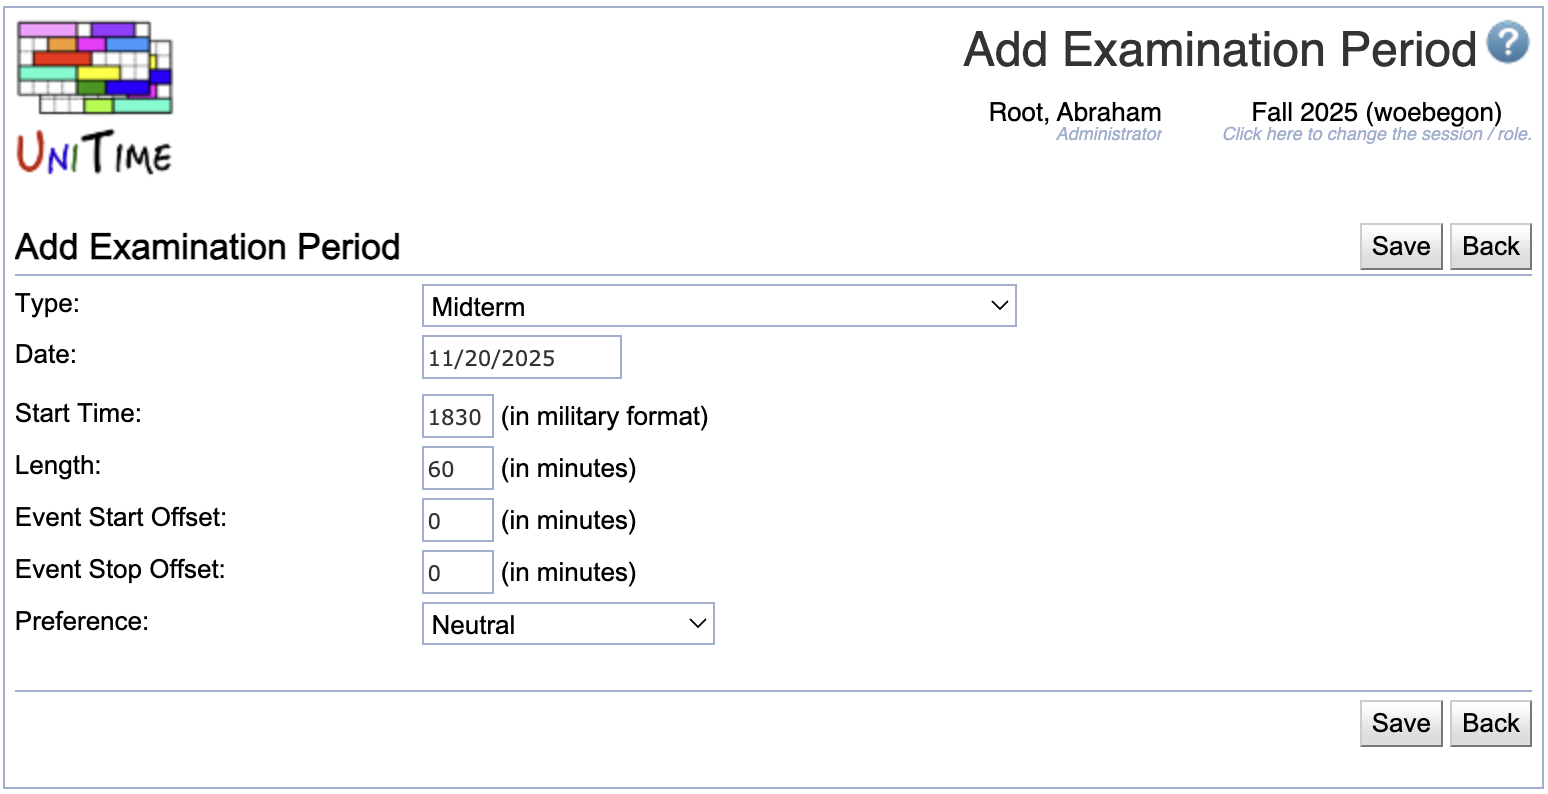 UNITIME
Add Examination Period ?
Root, Abraham Fall 2025 (woebegon)
Administrator Click here to change the session / role.
Add Examination Period Save Back
Type: Midterm
Date: 11/20/2025
Start Time: 1830 (in military format)
Length: 60 (in minutes)
Event Start Offset: 0 (in minutes)
Event Stop Offset: 0 (in minutes)
Preference: Neutral
Save Back